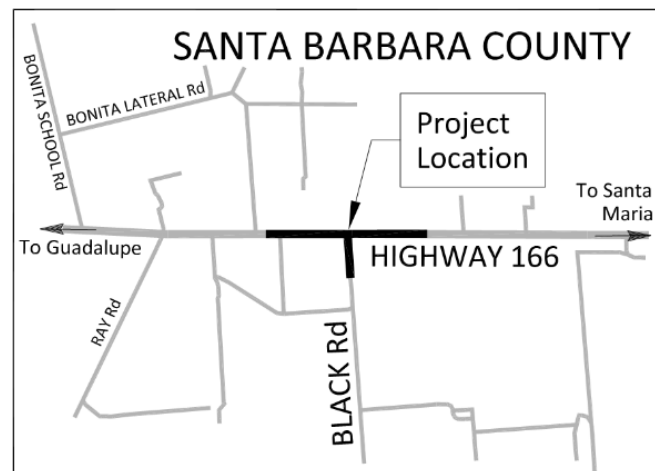 SANTA BARBARA COUNTY
BONITA SCHOOL Rd
BONITA LATERAL Rd
Project
Location
To Santa
Maria
To Guadalupe
HIGHWAY 166
RAY Rd
BLACK Rd